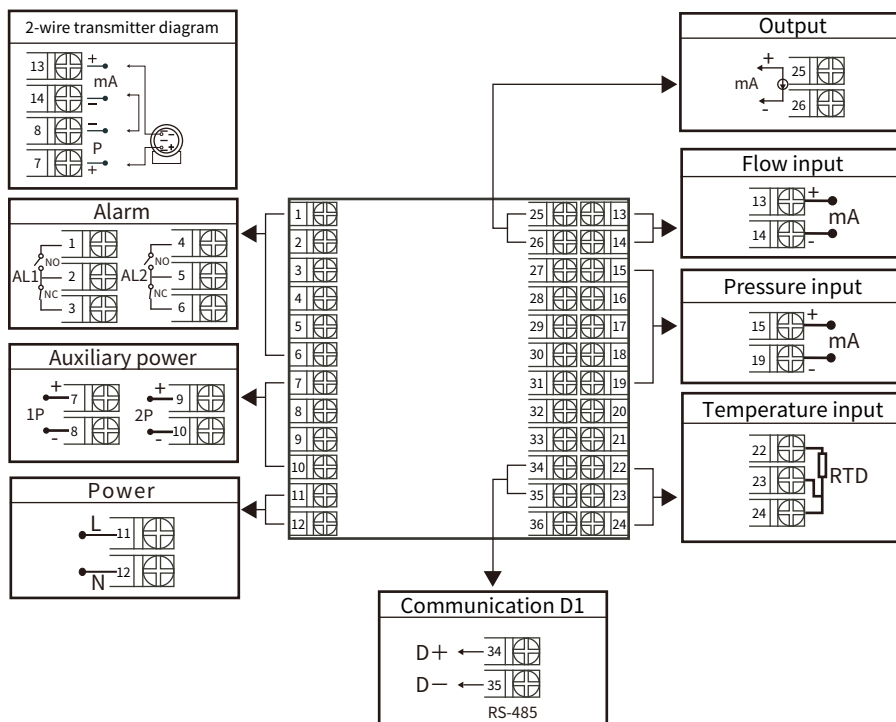 2-wire transmitter diagram
13 +
mA
14 −
8 −
P
7 +
Alarm
1 4
NO NO
AL1 2 AL2 5
NC NC
3 6
Auxiliary power
+ 7 + 9
1P 2P
- 8 - 10
Power
L 11
N 12
1 25 13
2 26 14
3 27 15
4 28 16
5 29 17
6 30 18
7 31 19
8 32 20
9 33 21
10 34 22
11 35 23
12 36 24
Output
+ 25
mA
- 26
Flow input
13 +
mA
14 -
Pressure input
15 +
mA
19 -
Temperature input
22
23 RTD
24
Communication D1
D+ 34
D− 35
RS-485